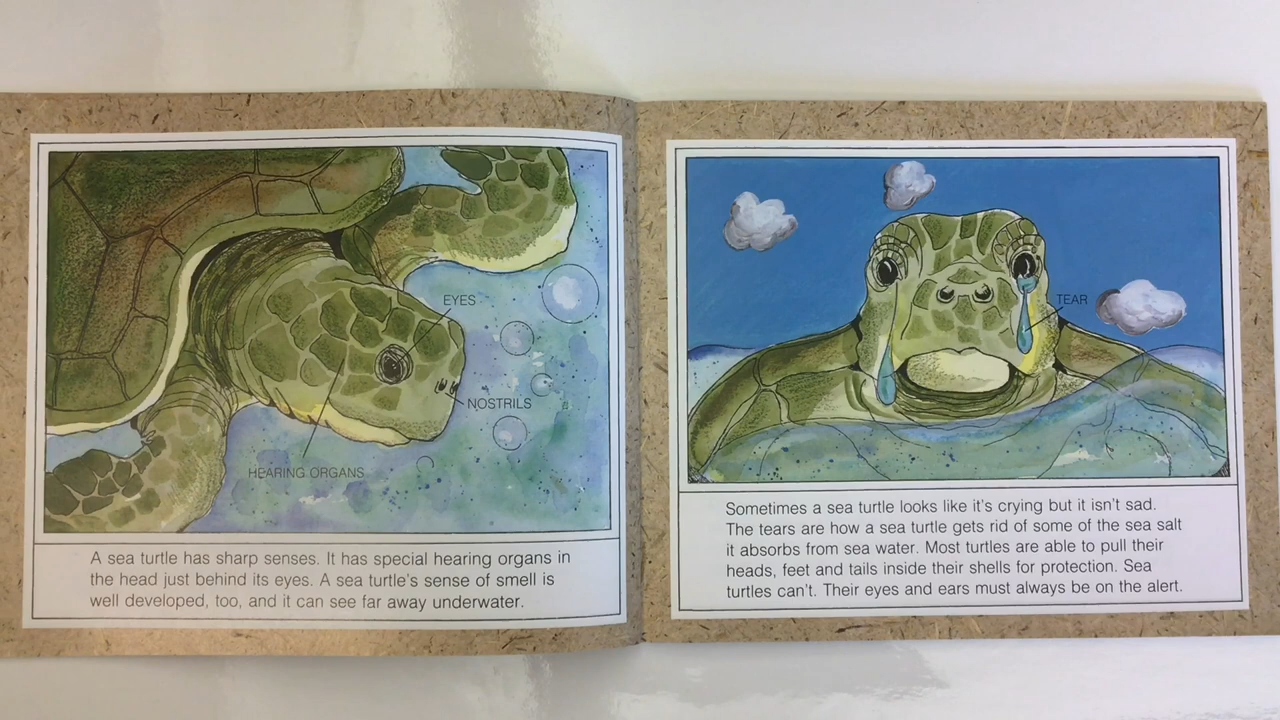 EYES
NOSTRILS
HEARING ORGANS
A sea turtle has sharp senses. It has special hearing organs in
the head just behind its eyes. A sea turtle's sense of smell is
well developed, too, and it can see far away underwater.
TEAR
Sometimes a sea turtle looks like it's crying but it isn't sad.
The tears are how a sea turtle gets rid of some of the sea salt
it absorbs from sea water. Most turtles are able to pull their
heads, feet and tails inside their shells for protection. Sea
turtles can't. Their eyes and ears must always be on the alert.